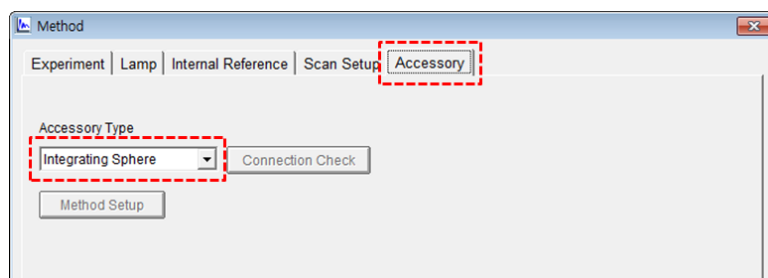 Method
Experiment Lamp Internal Reference Scan Setup Accessory
Accessory Type
Integrating Sphere Connection Check
Method Setup